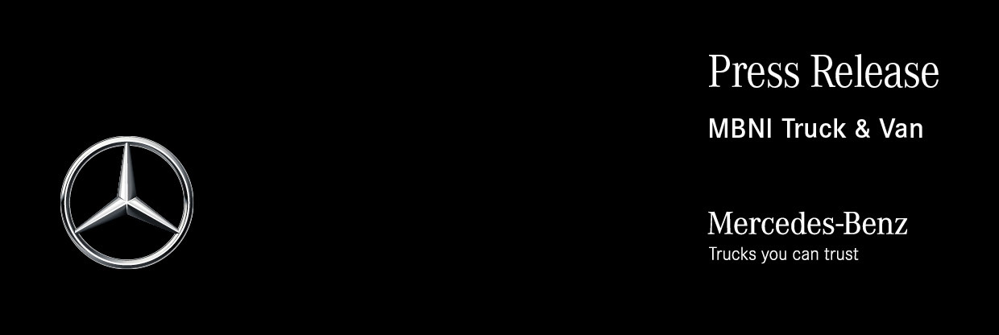 Press Release
MBNI Truck & Van
Mercedes-Benz
Trucks you can trust